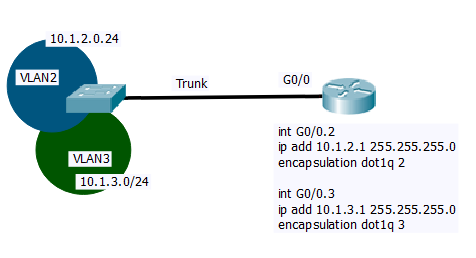 10.1.2.0.24
VLAN2
Trunk
G0/0
VLAN3
10.1.3.0/24
int G0/0.2
ip add 10.1.2.1 255.255.255.0
encapsulation dot1q 2
int G0/0.3
ip add 10.1.3.1 255.255.255.0
encapsulation dot1q 3